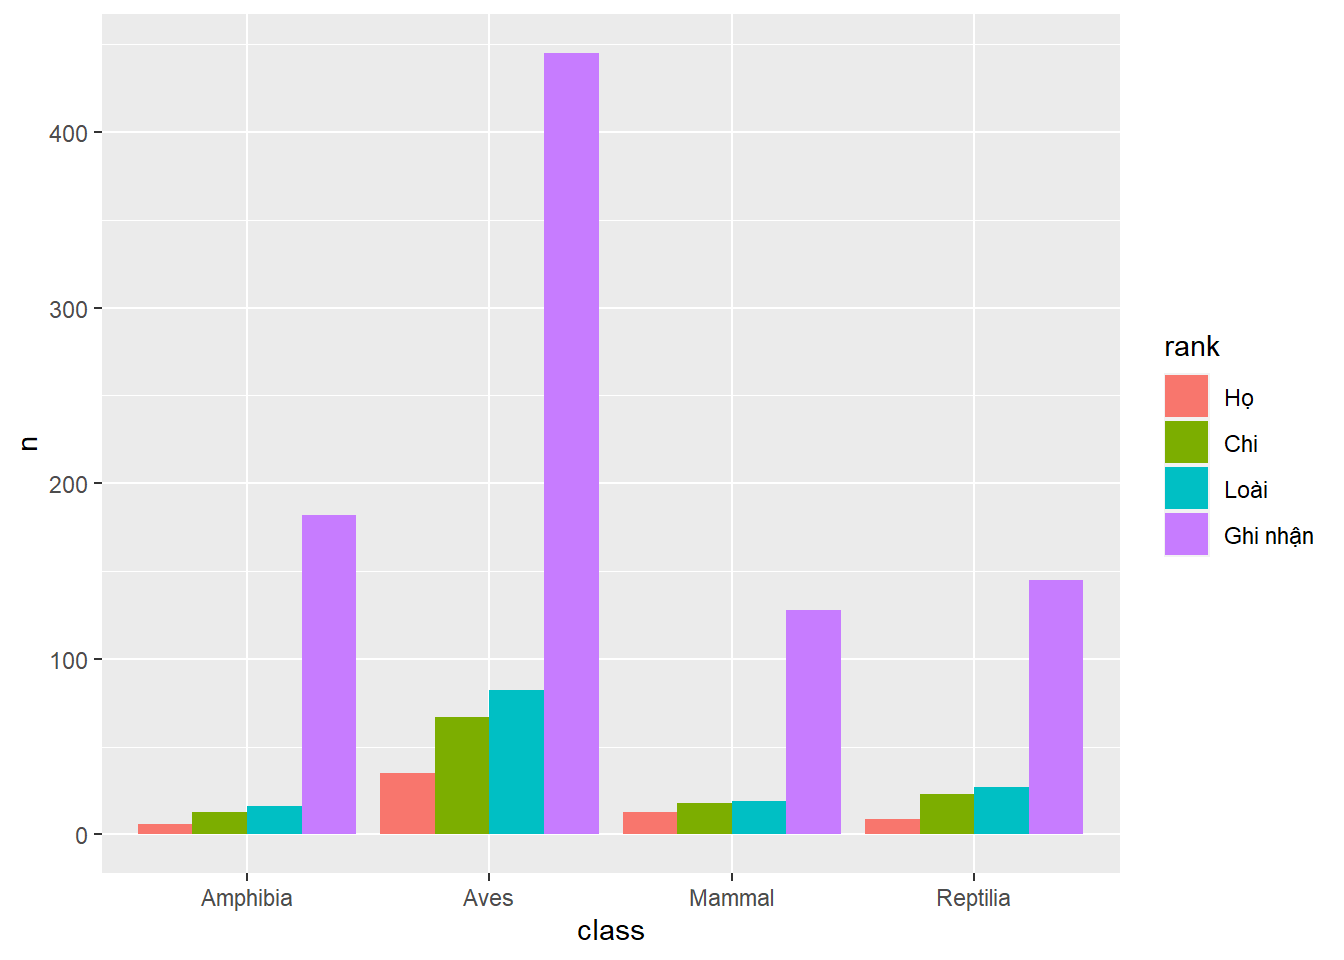 400
300
200
100
0
n
Amphibia
Aves
Mammal
Reptilia
class
rank
Họ
Chi
Loài
Ghi nhận